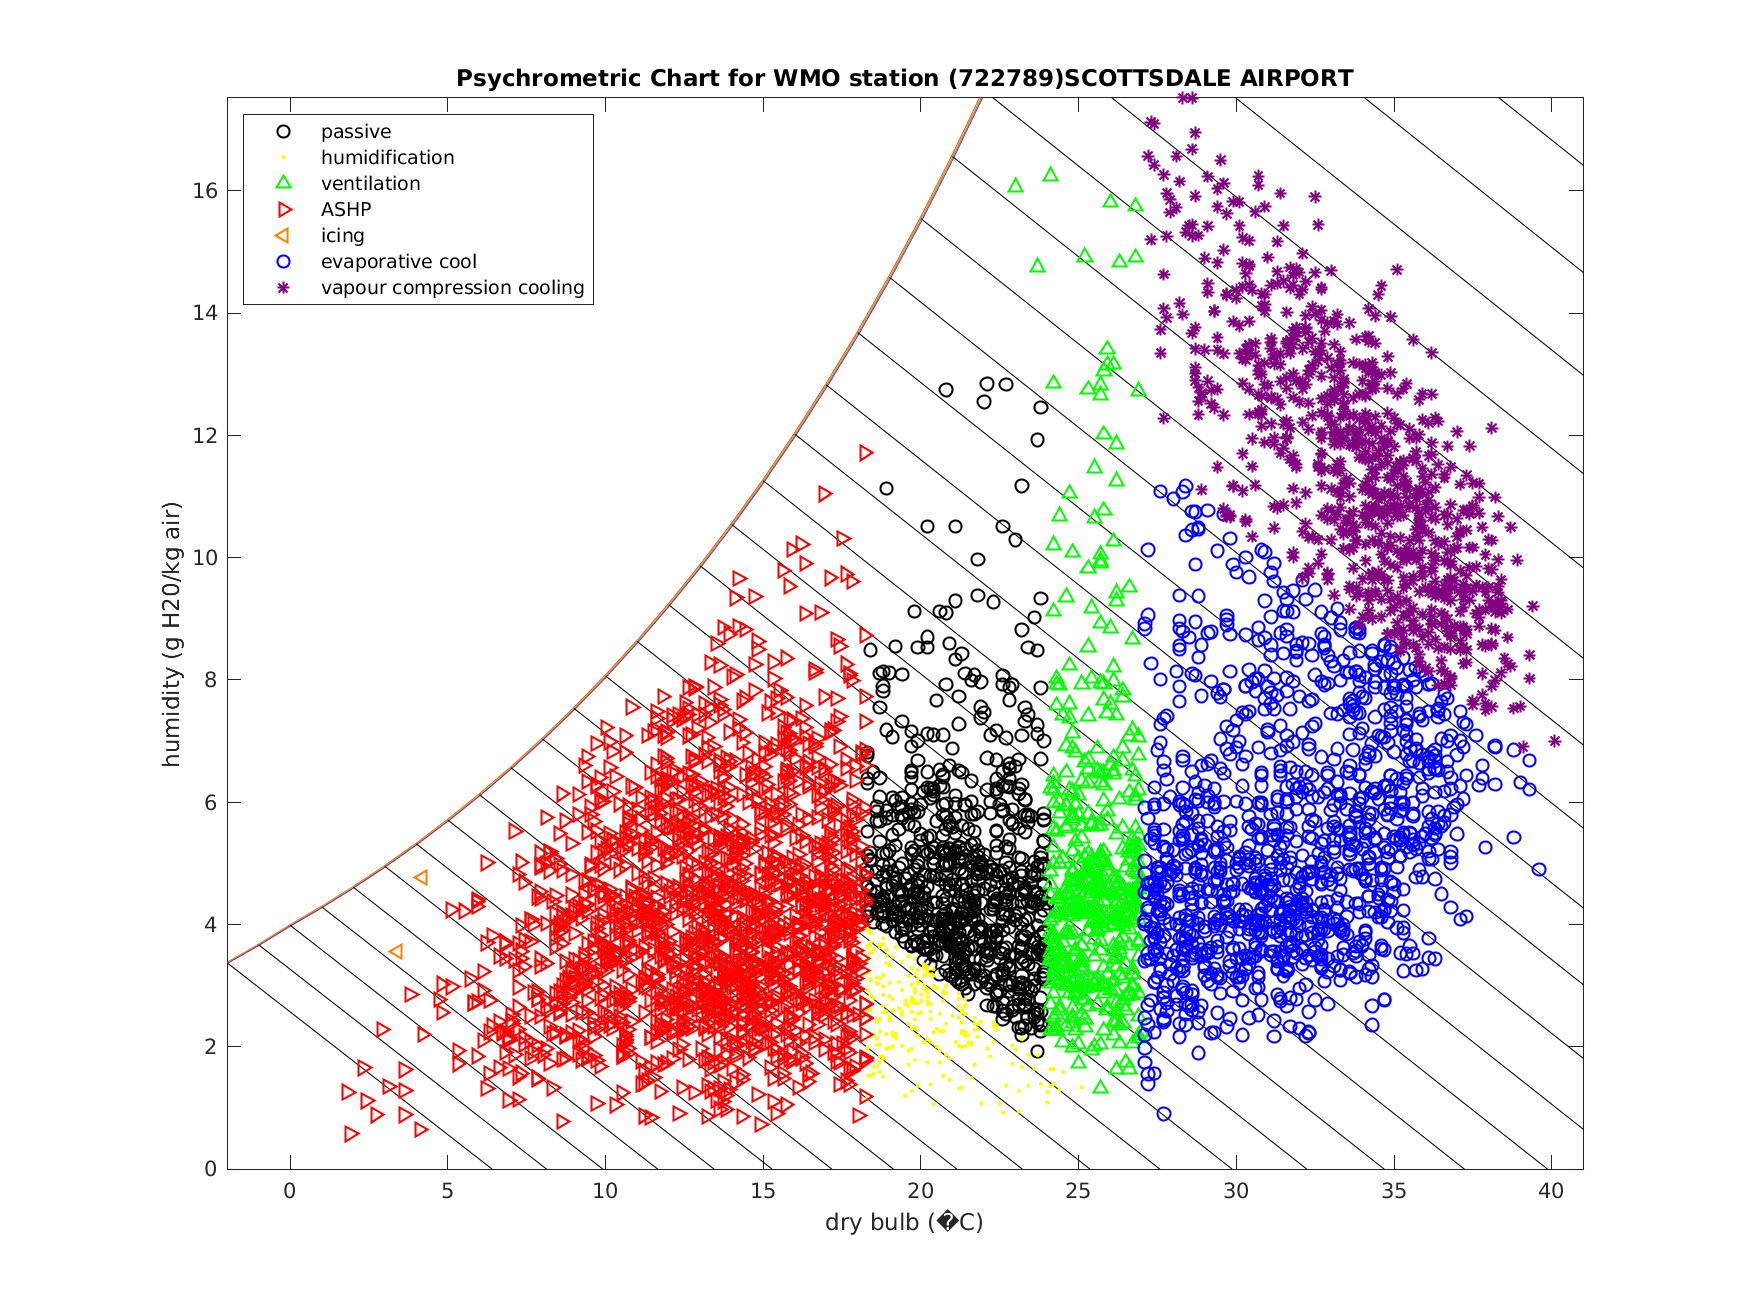 Psychrometric Chart for WMO station (722789)SCOTTSDALE AIRPORT
passive
humidification
ventilation
ASHP
icing
evaporative cool
vapour compression cooling
humidity (g H20/kg air)
16
14
12
10
8
6
4
2
0
0 5 10 15 20 25 30 35 40
dry bulb (�C)